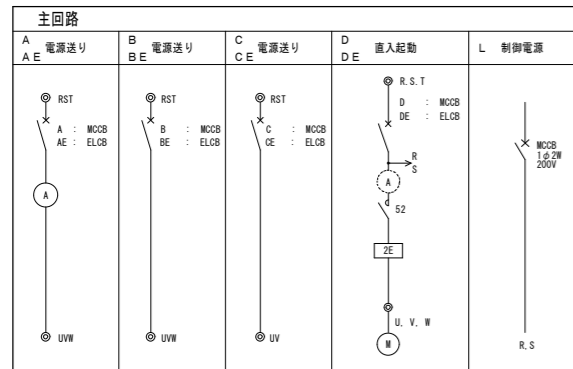 主回路
A
AE 電源送り
B
BE 電源送り
C
CE 電源送り
D
DE 直入起動
L 制御電源
RST
A : MCCB
AE : ELCB
A
UVW
RST
B : MCCB
BE : ELCB
UVW
RST
C : MCCB
CE : ELCB
UV
R.S.T
D : MCCB
DE : ELCB
R
S
A
52
2E
U, V, W
M
MCCB
1φ2W
200V
R,S